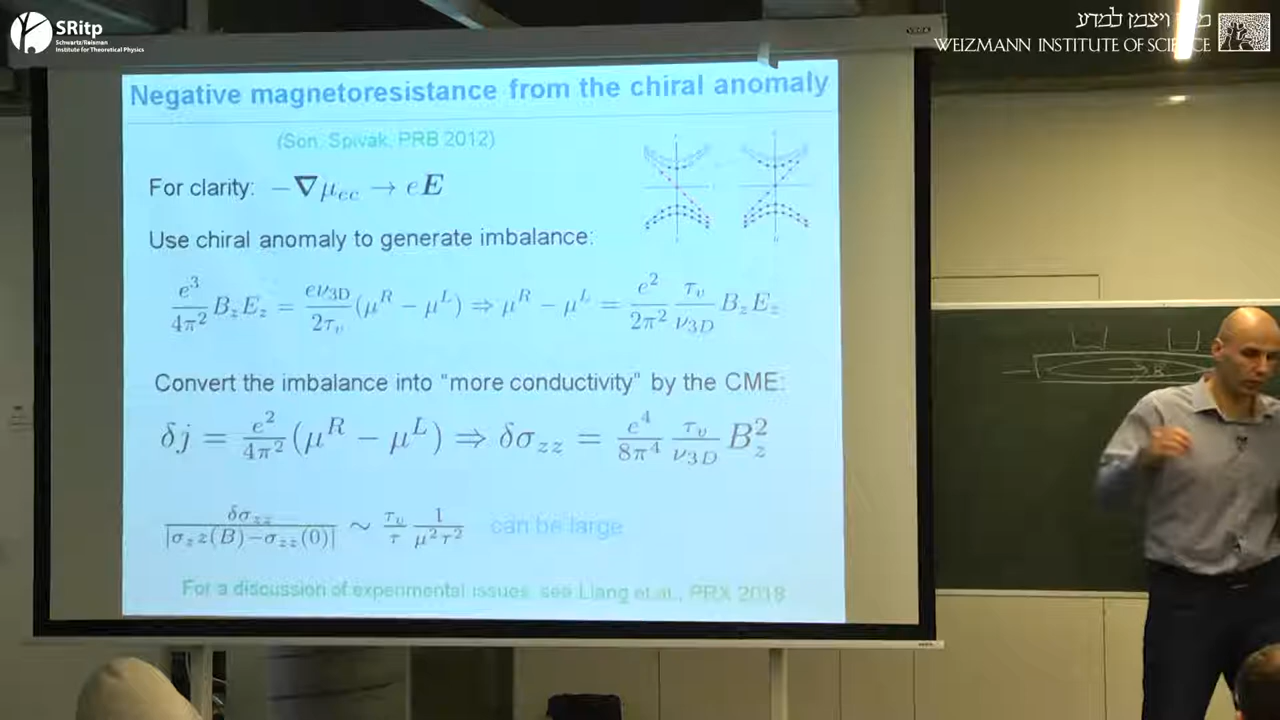 SRitp
Schwartz/Reisman
Institute for Theoretical Physics
מכון ויצמן למדע
WEIZMANN INSTITUTE OF SCIENCE
Negative magnetoresistance from the chiral anomaly
(Son, Spivak, PRB 2012)
For clarity: −∇μ_ec → eE
Use chiral anomaly to generate imbalance:
e³/4π² B_z E_z = eν_3D/2τ_v (μ^R − μ^L) ⇒ μ^R − μ^L = e²/2π² τ_v/ν_3D B_z E_z
Convert the imbalance into "more conductivity" by the CME:
δj = e²/4π² (μ^R − μ^L) ⇒ δσ_zz = e⁴/8π⁴ τ_v/ν_3D B_z²
δσ_zz/|σ_z z(B)−σ_zz(0)| ∼ τ_v/τ 1/μ²τ² can be large
For a discussion of experimental issues, see Liang et.al., PRX 2018
B